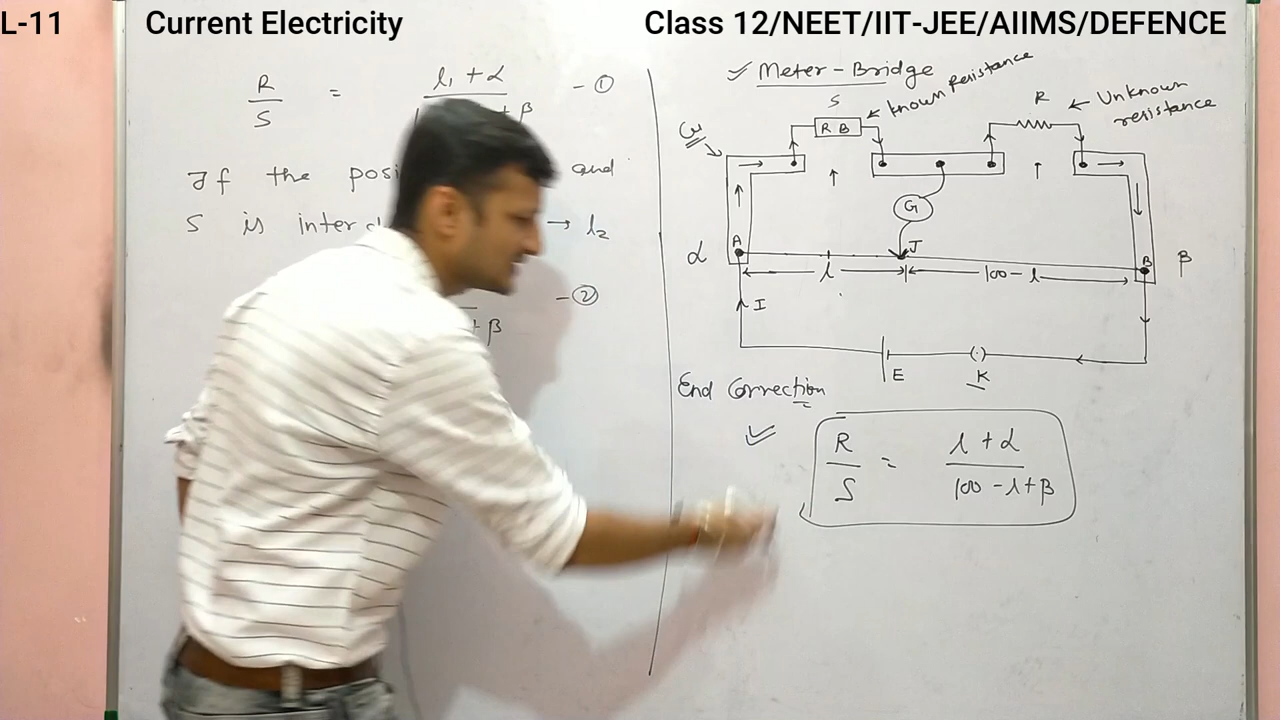 L-11 Current Electricity Class 12/NEET/IIT-JEE/AIIMS/DEFENCE
R/S = l₁ + α / + β - ①
If the posi and
S is inter → l₂
+ β - ②
✓ Meter-Bridge
S ← known resistance
R ← Unknown resistance
R B
Cu
G
α A J B β
l 100 - l
I
E K
End Correction
✓ R/S = l + α / 100 - l + β